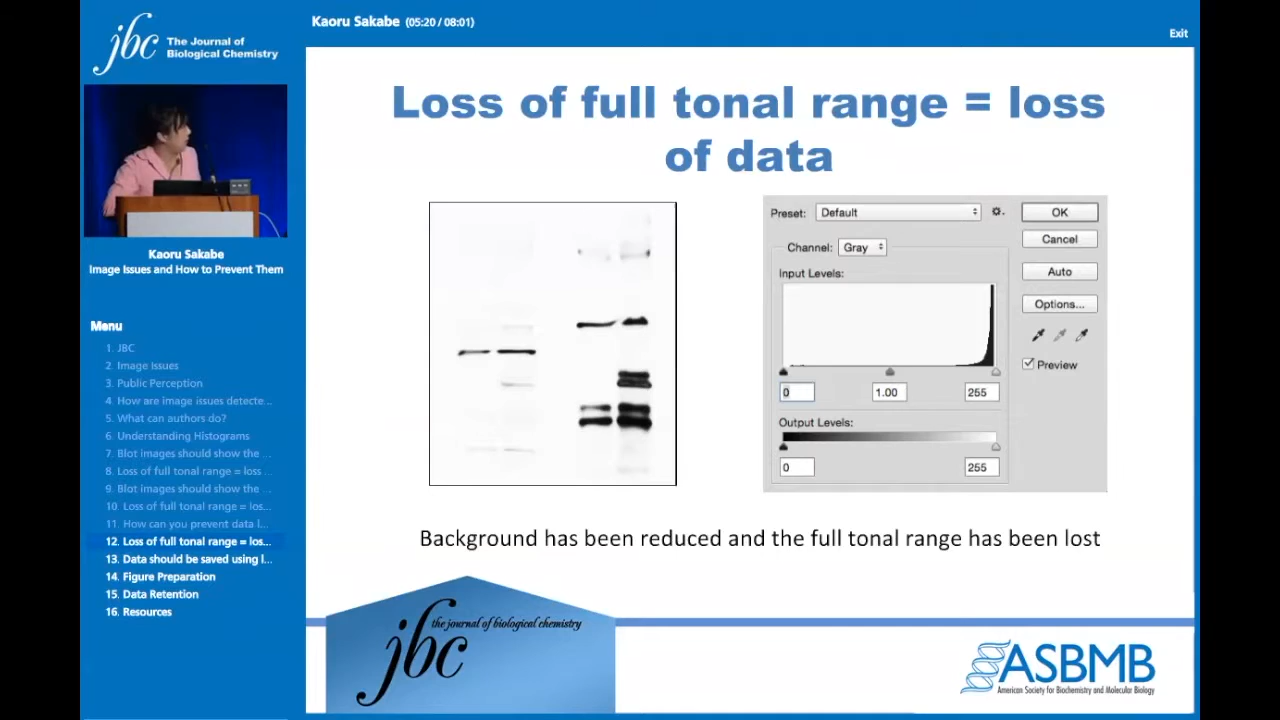 jbc The Journal of
Biological Chemistry
Kaoru Sakabe (05:20 / 08:01)
Exit
Kaoru Sakabe
Image Issues and How to Prevent Them
Menu
1. JBC
2. Image Issues
3. Public Perception
4. How are image issues detecte...
5. What can authors do?
6. Understanding Histograms
7. Blot images should show the ...
8. Loss of full tonal range = loss ...
9. Blot images should show the ...
10. Loss of full tonal range = los...
11. How can you prevent data l...
12. Loss of full tonal range = los...
13. Data should be saved using l...
14. Figure Preparation
15. Data Retention
16. Resources
Loss of full tonal range = loss
of data
Preset: Default
OK
Cancel
Channel: Gray
Auto
Input Levels:
Options...
Preview
0 1.00 255
Output Levels:
0 255
Background has been reduced and the full tonal range has been lost
jbc the journal of biological chemistry
ASBMB
American Society for Biochemistry and Molecular Biology